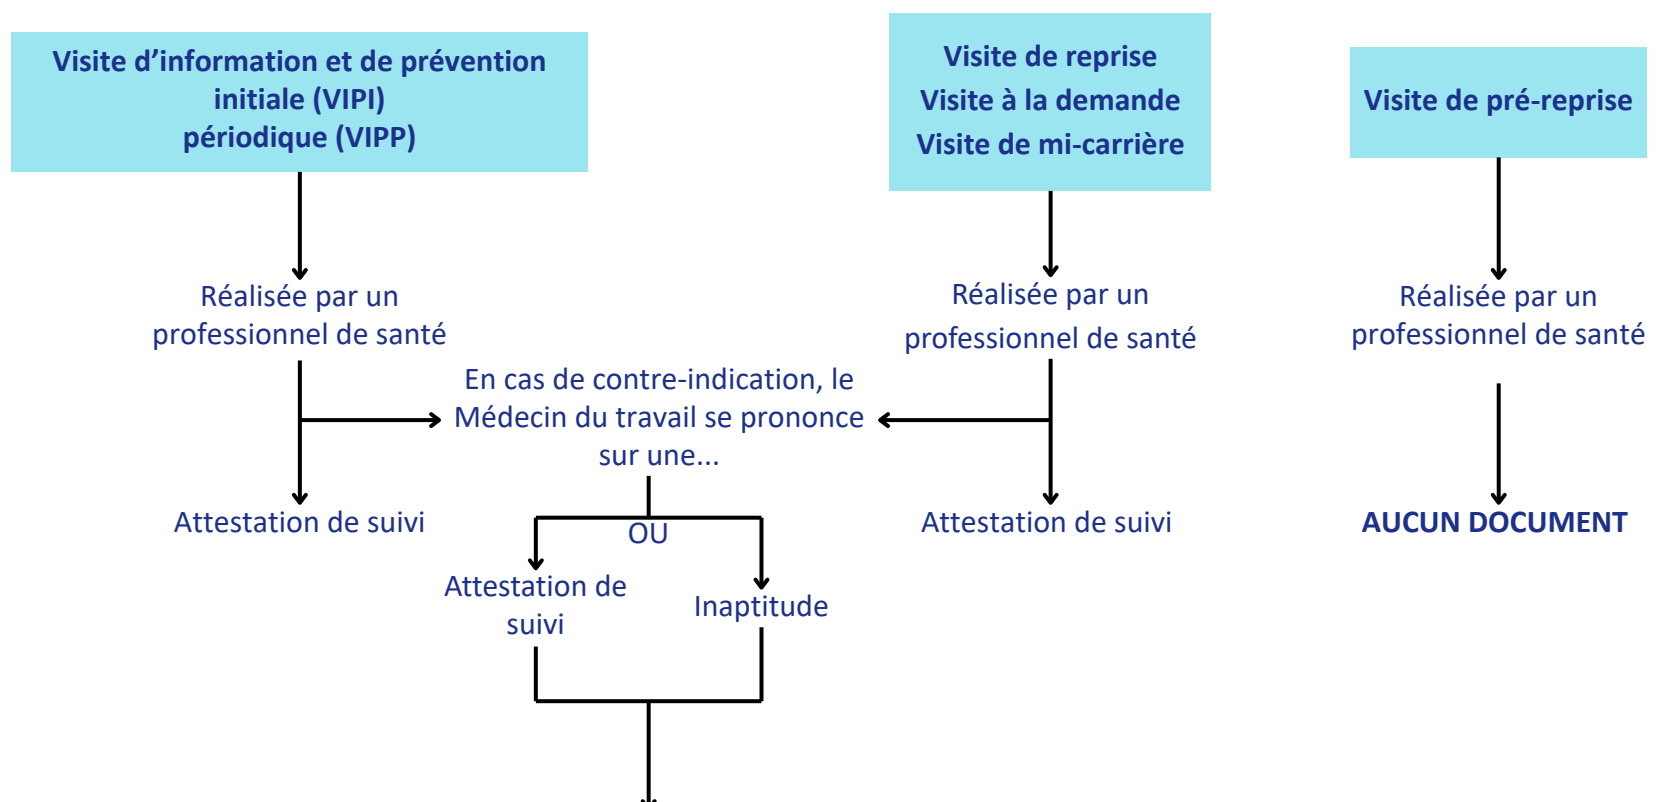 Visite d’information et de prévention
initiale (VIPI)
périodique (VIPP)
Visite de reprise
Visite à la demande
Visite de mi-carrière
Visite de pré-reprise
Réalisée par un
professionnel de santé
Réalisée par un
professionnel de santé
Réalisée par un
professionnel de santé
En cas de contre-indication, le
Médecin du travail se prononce
sur une...
Attestation de suivi
OU
Attestation de suivi
AUCUN DOCUMENT
Attestation de
suivi
Inaptitude